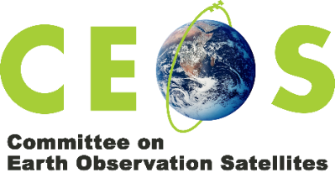 CEOS
Committee on
Earth Observation Satellites